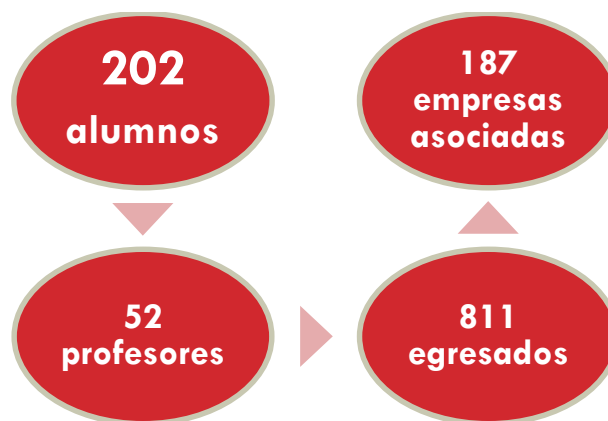 202
alumnos
52
profesores
811
egresados
187
empresas
asociadas